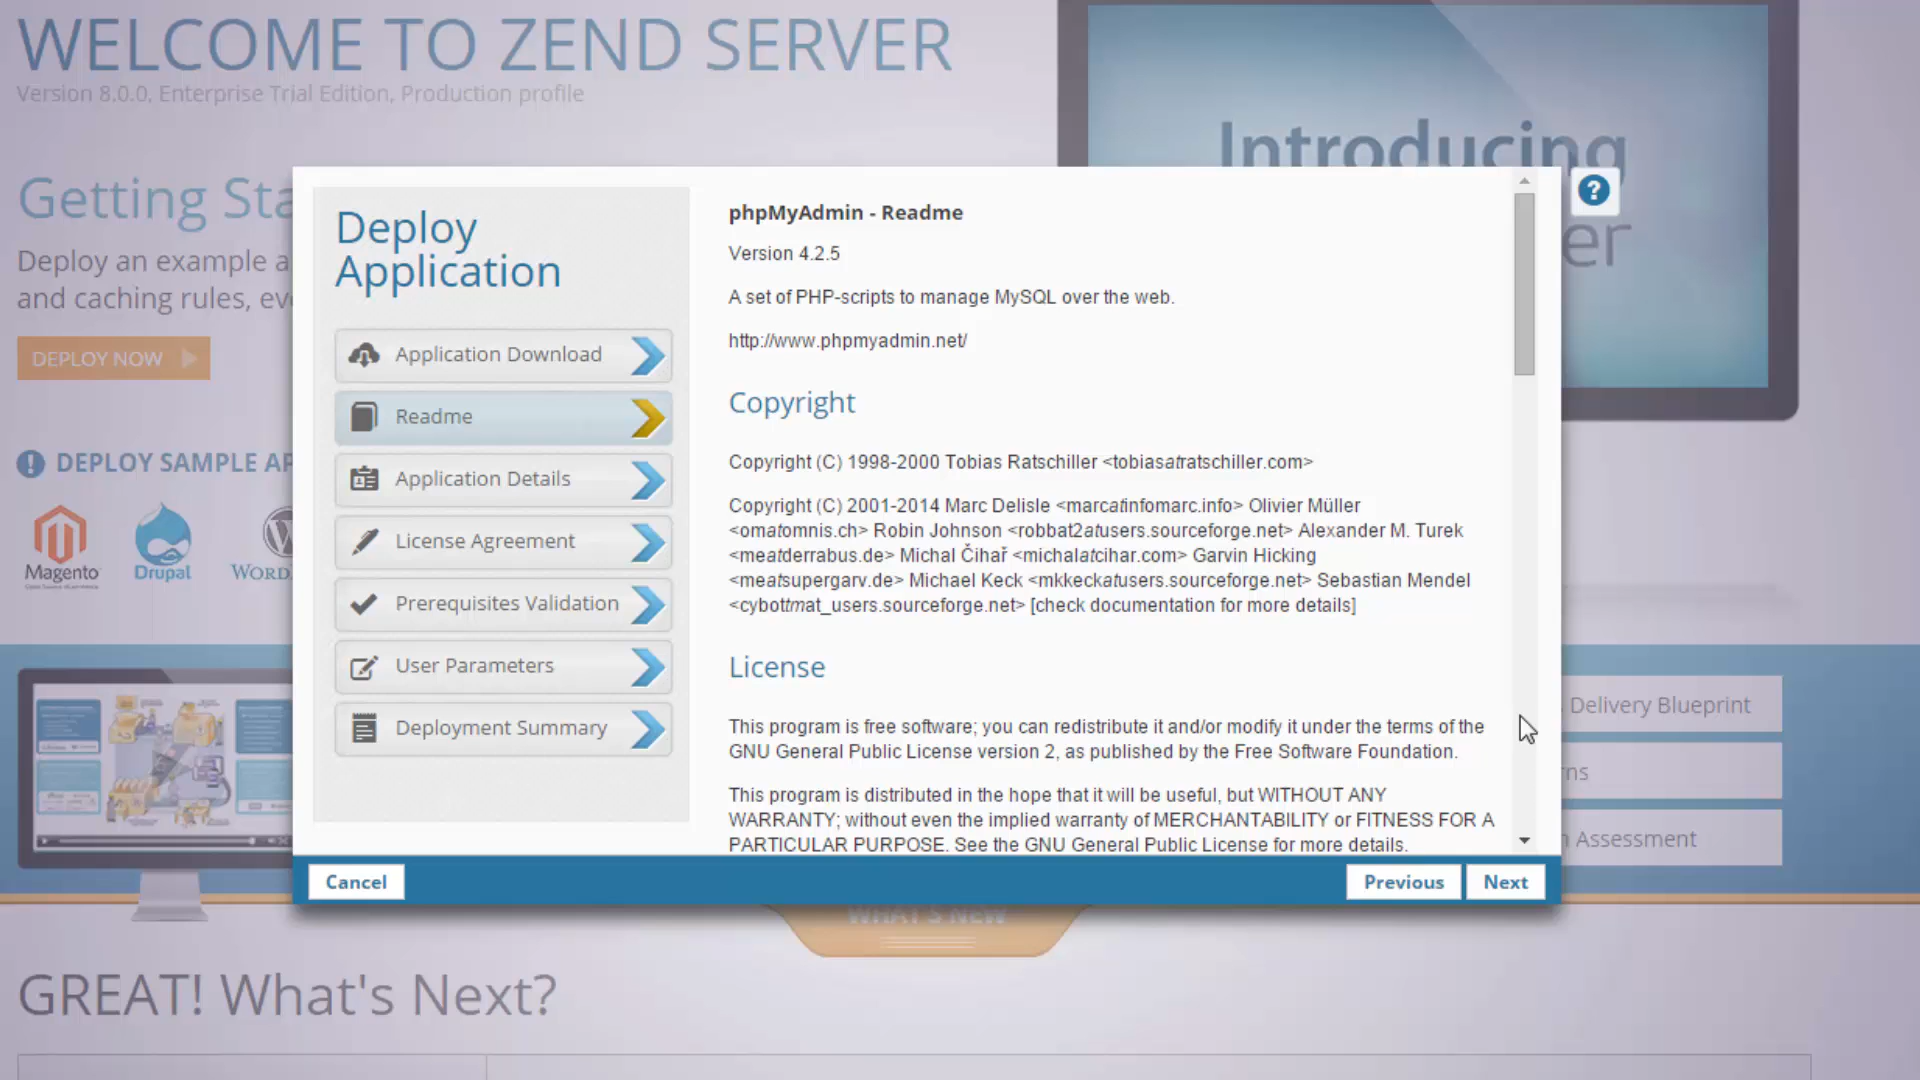 WELCOME TO ZEND SERVER
Version 8.0.0, Enterprise Trial Edition, Production profile
Introducing
er
Getting Sta
Deploy an example a
and caching rules, eve
DEPLOY NOW
DEPLOY SAMPLE AP
Magento
Drupal
WORD
Deploy
Application
Application Download
Readme
Application Details
License Agreement
Prerequisites Validation
User Parameters
Deployment Summary
phpMyAdmin - Readme
Version 4.2.5
A set of PHP-scripts to manage MySQL over the web.
http://www.phpmyadmin.net/
Copyright
Copyright (C) 1998-2000 Tobias Ratschiller <tobiasatratschiller.com>
Copyright (C) 2001-2014 Marc Delisle <marcatinfomarc.info> Olivier Müller
<omatomnis.ch> Robin Johnson <robbat2atusers.sourceforge.net> Alexander M. Turek
<meatderrabus.de> Michal Čihař <michalatcihar.com> Garvin Hicking
<meatsupergarv.de> Michael Keck <mkkeckatusers.sourceforge.net> Sebastian Mendel
<cybottmat_users.sourceforge.net> [check documentation for more details]
License
This program is free software; you can redistribute it and/or modify it under the terms of the
GNU General Public License version 2, as published by the Free Software Foundation.
This program is distributed in the hope that it will be useful, but WITHOUT ANY
WARRANTY; without even the implied warranty of MERCHANTABILITY or FITNESS FOR A
PARTICULAR PURPOSE. See the GNU General Public License for more details.
?
Delivery Blueprint
rns
Assessment
Cancel
Previous
Next
WHAT'S NEW
GREAT! What's Next?